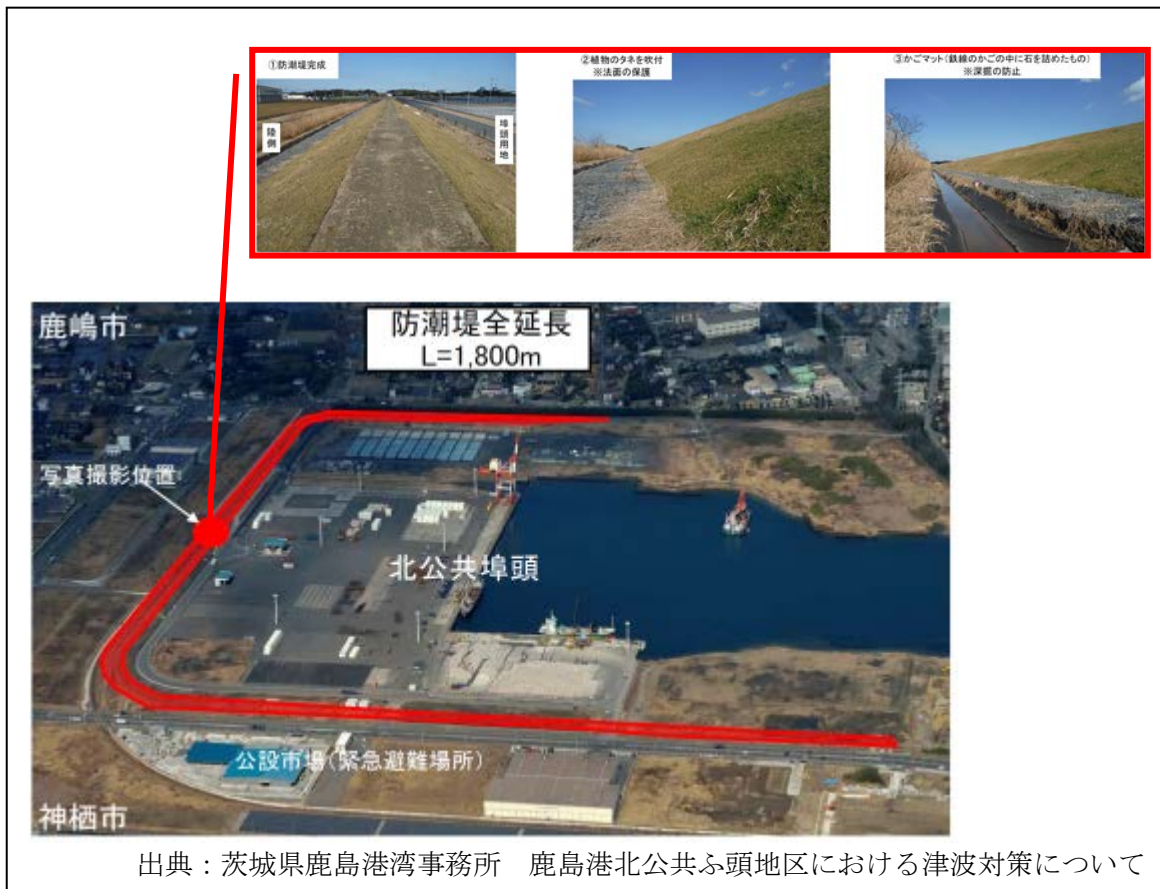 ①防潮堤完成
陸側
埠頭用地
②植物のタネを吹付
※法面の保護
③かごマット(鉄線のかごの中に石を詰めたもの)
※深掘の防止
鹿嶋市
防潮堤全延長
L=1,800m
写真撮影位置
北公共埠頭
公設市場(緊急避難場所)
神栖市
出典：茨城県鹿島港湾事務所　鹿島港北公共ふ頭地区における津波対策について